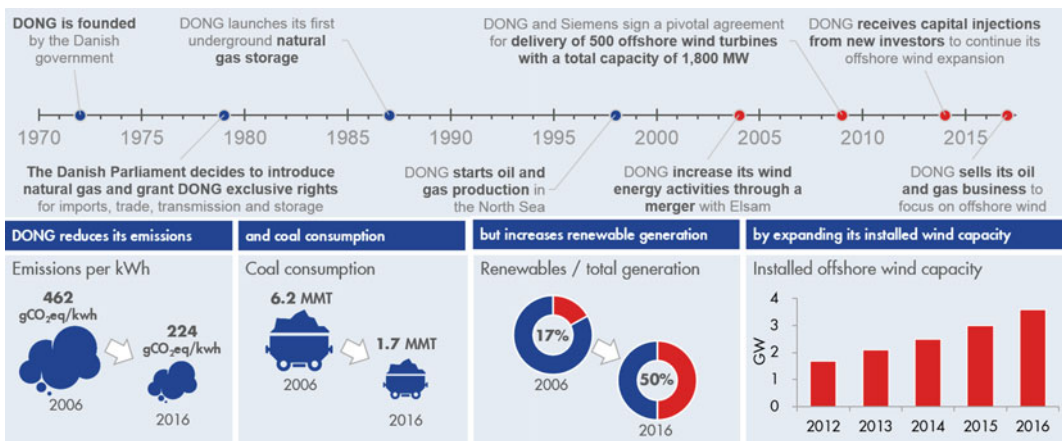 DONG is founded
by the Danish
government
DONG launches its first
underground natural
gas storage
DONG and Siemens sign a pivotal agreement
for delivery of 500 offshore wind turbines
with a total capacity of 1,800 MW
DONG receives capital injections
from new investors to continue its
offshore wind expansion
1970 1975 1980 1985 1990 1995 2000 2005 2010 2015
The Danish Parliament decides to introduce
natural gas and grant DONG exclusive rights
for imports, trade, transmission and storage
DONG starts oil and
gas production in
the North Sea
DONG increase its wind
energy activities through a
merger with Elsam
DONG sells its oil
and gas business to
focus on offshore wind
DONG reduces its emissions
Emissions per kWh
462
gCO₂eq/kwh
224
gCO₂eq/kwh
2006
2016
and coal consumption
Coal consumption
6.2 MMT
1.7 MMT
2006
2016
but increases renewable generation
Renewables / total generation
17%
50%
2006
2016
by expanding its installed wind capacity
Installed offshore wind capacity
GW
4
3
2
1
0
2012 2013 2014 2015 2016